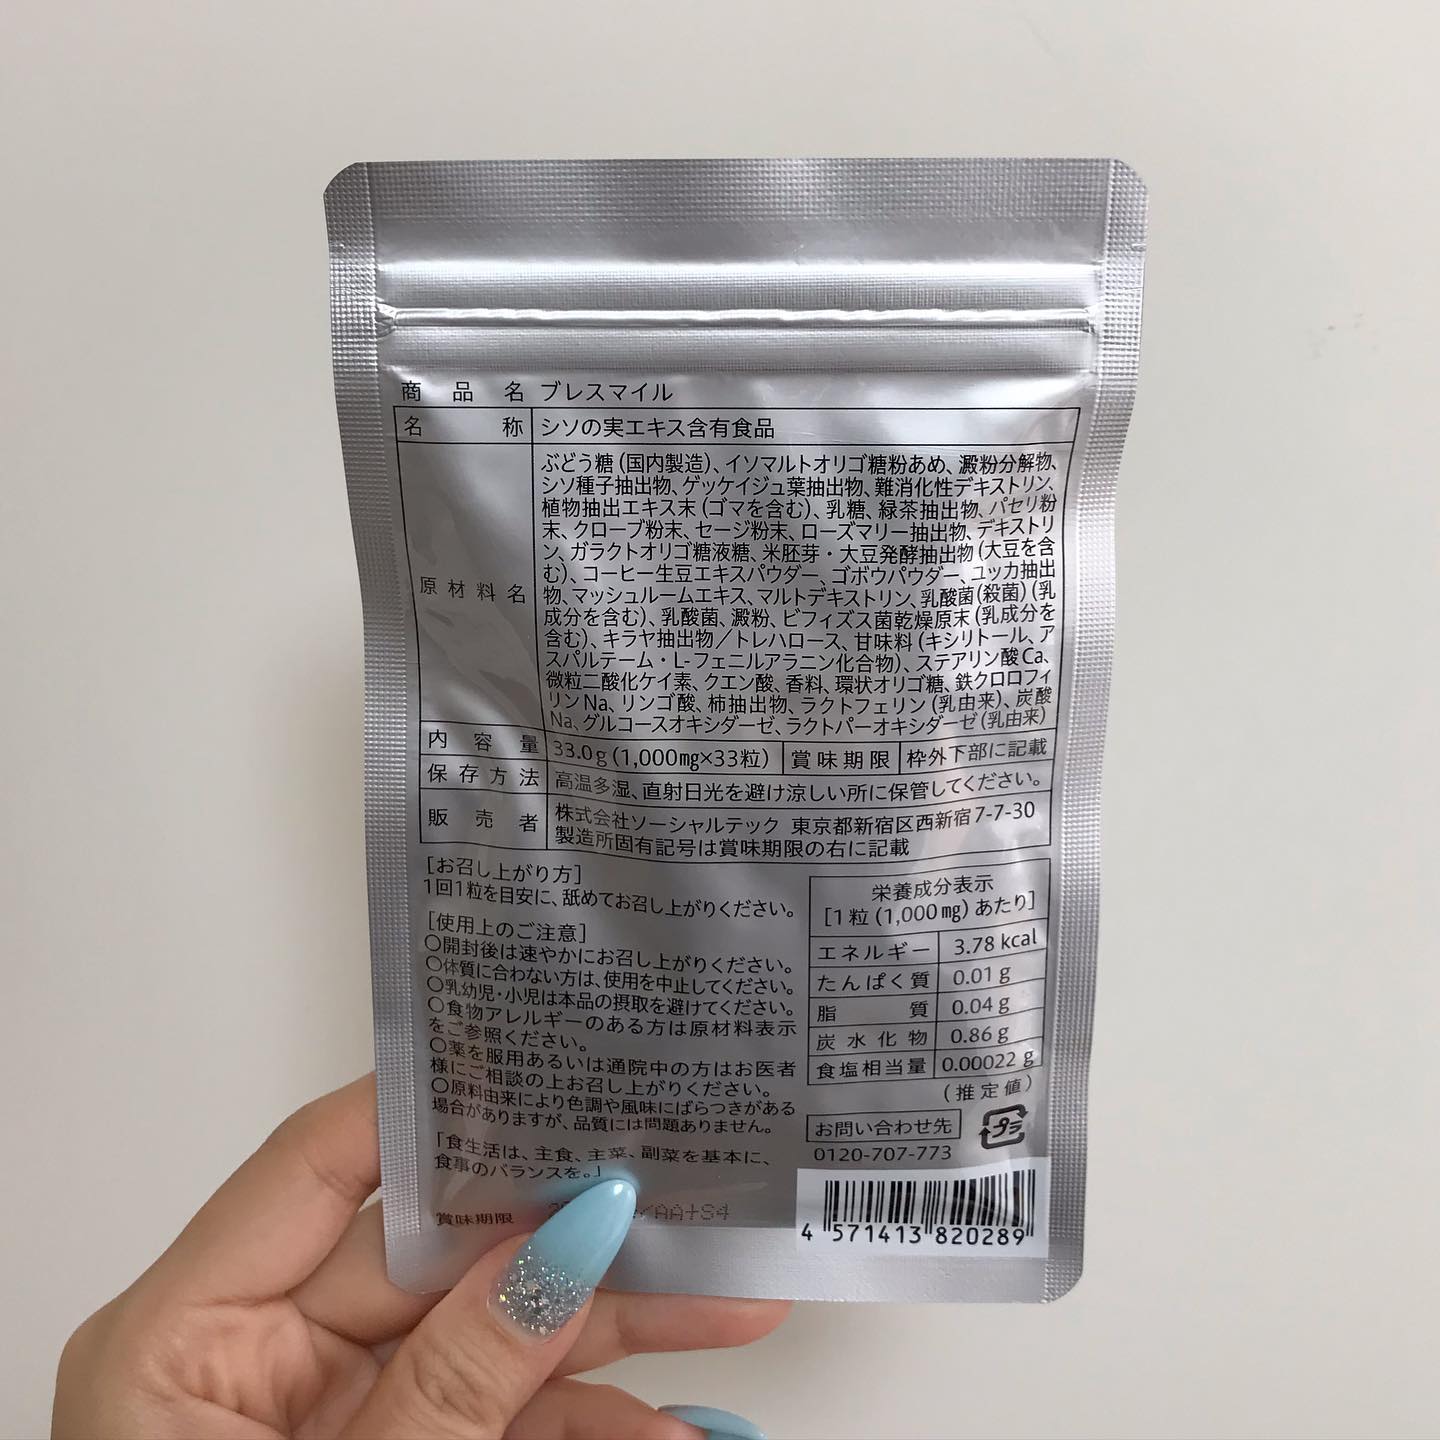 商品名 ブレスマイル
名称 シソの実エキス含有食品
原材料名
ぶどう糖(国内製造)、イソマルトオリゴ糖粉あめ、澱粉分解物、
シソ種子抽出物、ゲッケイジュ葉抽出物、難消化性デキストリン、
植物抽出エキス末(ゴマを含む)、乳糖、緑茶抽出物、パセリ粉
末、クローブ粉末、セージ粉末、ローズマリー抽出物、デキストリ
ン、ガラクトオリゴ糖液糖、米胚芽・大豆発酵抽出物(大豆を含
む)、コーヒー生豆エキスパウダー、ゴボウパウダー、ユッカ抽出
物、マッシュルームエキス、マルトデキストリン、乳酸菌(殺菌)(乳
成分を含む)、乳酸菌、澱粉、ビフィズス菌乾燥原末(乳成分を
含む)、キラヤ抽出物/トレハロース、甘味料(キシリトール、ア
スパルテーム・L-フェニルアラニン化合物)、ステアリン酸Ca、
微粒二酸化ケイ素、クエン酸、香料、環状オリゴ糖、鉄クロロフィ
リンNa、リンゴ酸、柿抽出物、ラクトフェリン(乳由来)、炭酸
Na、グルコースオキシダーゼ、ラクトパーオキシダーゼ(乳由来)
内容量 33.0g(1,000mg×33粒) 賞味期限 枠外下部に記載
保存方法 高温多湿、直射日光を避け涼しい所に保管してください。
販売者 株式会社ソーシャルテック 東京都新宿区西新宿7-7-30
製造所固有記号は賞味期限の右に記載
[お召し上がり方]
1回1粒を目安に、舐めてお召し上がりください。
[使用上のご注意]
○開封後は速やかにお召し上がりください。
○体質に合わない方は、使用を中止してください。
○乳幼児・小児は本品の摂取を避けてください。
○食物アレルギーのある方は原材料表示
をご参照ください。
○薬を服用あるいは通院中の方はお医者
様にご相談の上お召し上がりください。
○原料由来により色調や風味にばらつきがある
場合がありますが、品質には問題ありません。
「食生活は、主食、主菜、副菜を基本に、
食事のバランスを。」
賞味期限 /AA+S4
栄養成分表示
[1粒(1,000mg)あたり]
エネルギー 3.78 kcal
たんぱく質 0.01 g
脂質 0.04 g
炭水化物 0.86 g
食塩相当量 0.00022 g
(推定値)
お問い合わせ先
0120-707-773
プラ
4 571413 820289